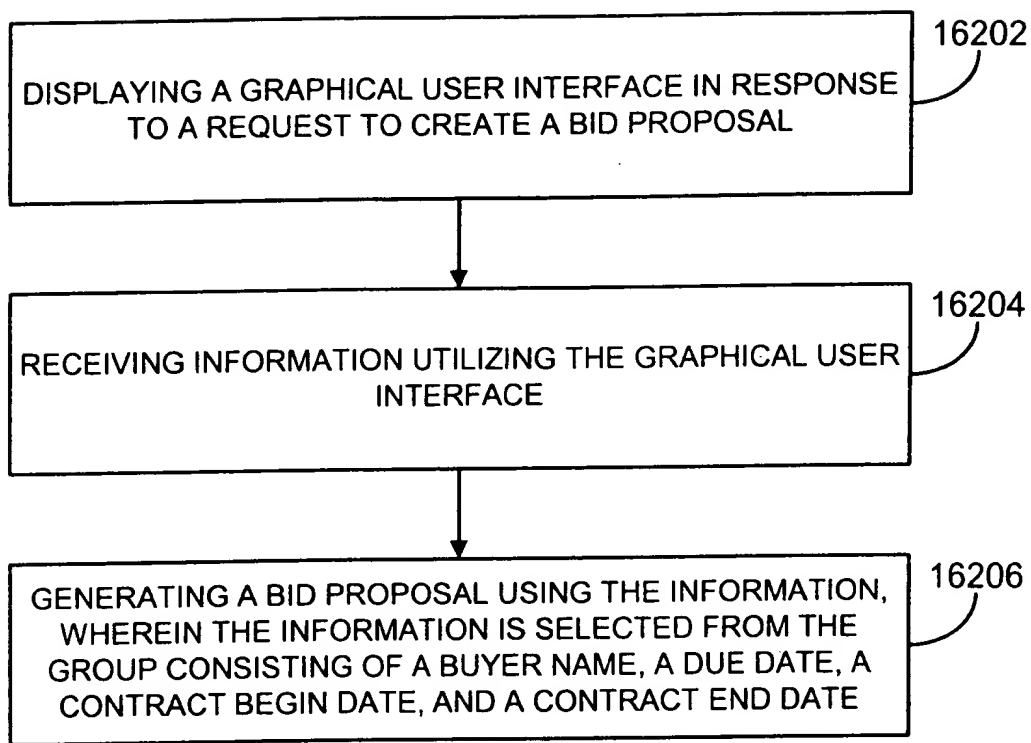 16202
DISPLAYING A GRAPHICAL USER INTERFACE IN RESPONSE
TO A REQUEST TO CREATE A BID PROPOSAL
16204
RECEIVING INFORMATION UTILIZING THE GRAPHICAL USER
INTERFACE
16206
GENERATING A BID PROPOSAL USING THE INFORMATION,
WHEREIN THE INFORMATION IS SELECTED FROM THE
GROUP CONSISTING OF A BUYER NAME, A DUE DATE, A
CONTRACT BEGIN DATE, AND A CONTRACT END DATE